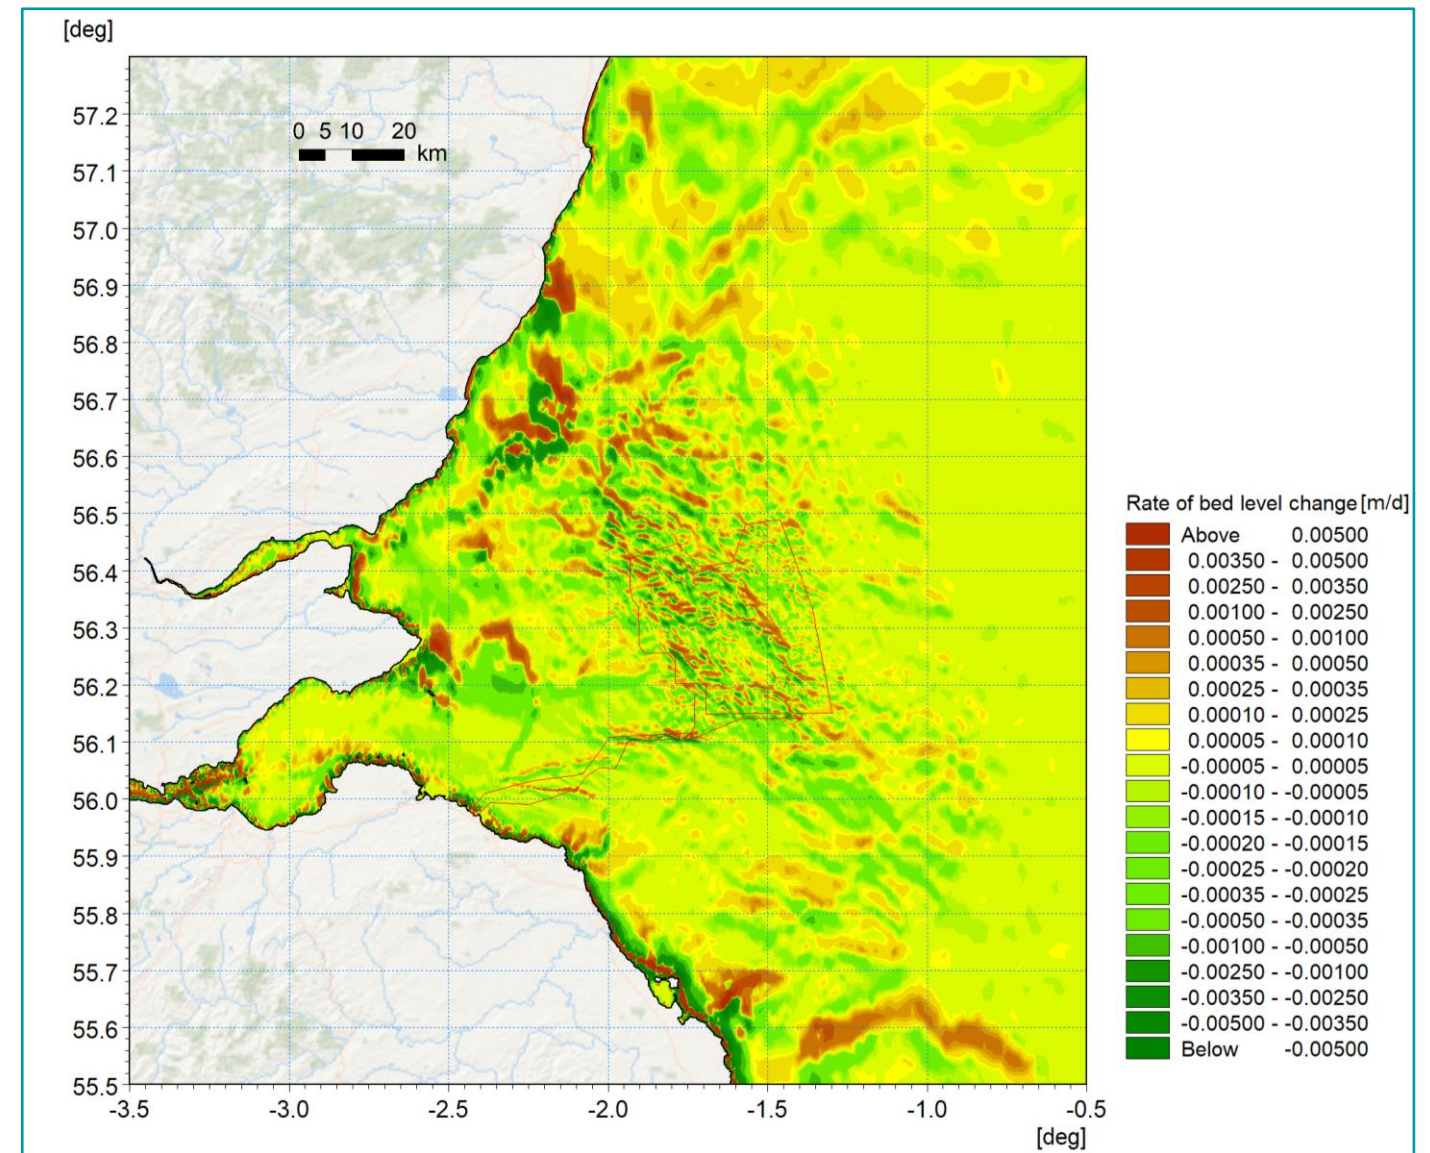 [deg]
57.2
0 5 10 20
km
57.1
57.0
56.9
56.8
56.7
56.6
56.5
56.4
56.3
56.2
56.1
56.0
55.9
55.8
55.7
55.6
55.5
-3.5 -3.0 -2.5 -2.0 -1.5 -1.0 -0.5
[deg]
Rate of bed level change [m/d]
Above 0.00500
0.00350 - 0.00500
0.00250 - 0.00350
0.00100 - 0.00250
0.00050 - 0.00100
0.00035 - 0.00050
0.00025 - 0.00035
0.00010 - 0.00025
0.00005 - 0.00010
-0.00005 - 0.00005
-0.00010 - -0.00005
-0.00015 - -0.00010
-0.00020 - -0.00015
-0.00025 - -0.00020
-0.00035 - -0.00025
-0.00050 - -0.00035
-0.00100 - -0.00050
-0.00250 - -0.00100
-0.00350 - -0.00250
-0.00500 - -0.00350
Below -0.00500